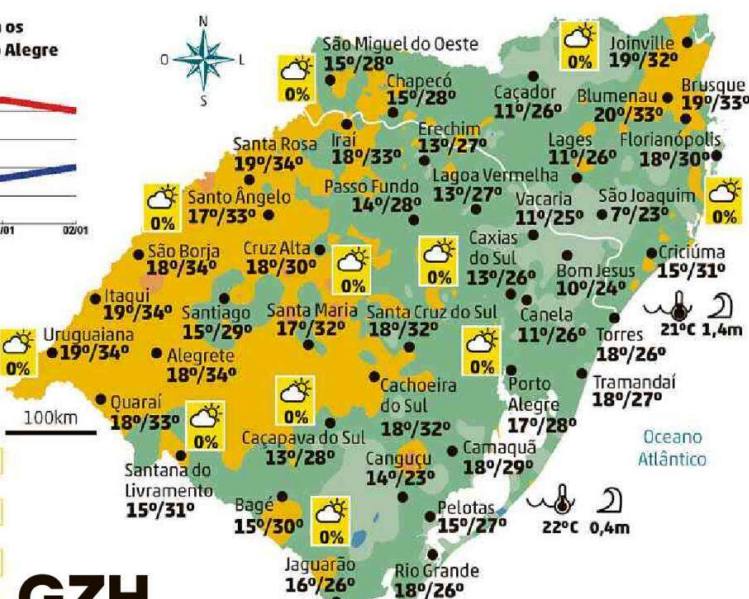 os
Alegre
/01
02/01
N
O
L
S
São Miguel do Oeste
15º/28º
0%
Chapecó
15º/28º
Caçador
11º/26º
0%
Joinville
19º/32º
Blumenau
20º/33º
Brusque
19º/33º
Santa Rosa
19º/34º
Iraí
18º/33º
Erechim
13º/27º
Lages
11º/26º
Florianópolis
18º/30º
0%
Santo Ângelo
17º/33º
Passo Fundo
14º/28º
Lagoa Vermelha
13º/27º
Vacaria
11º/25º
São Joaquim
7º/23º
0%
São Borja
18º/34º
Cruz Alta
18º/30º
0%
0%
Caxias
do Sul
13º/26º
Bom Jesus
10º/24º
Criciúma
15º/31º
Itaqui
19º/34º
Santiago
15º/29º
Santa Maria
17º/32º
Santa Cruz do Sul
18º/32º
Canela
11º/26º
21ºC 1,4m
Torres
18º/26º
0%
Uruguaiana
19º/34º
Alegrete
18º/34º
0%
Porto
Alegre
17º/28º
Tramandaí
18º/27º
Quaraí
18º/33º
0%
0%
Cachoeira
do Sul
18º/32º
100km
Caçapava do Sul
13º/28º
Canguçu
14º/23º
Camaquã
18º/29º
Oceano
Atlântico
Santana do
Livramento
15º/31º
Bagé
15º/30º
0%
Pelotas
15º/27º
22ºC 0,4m
Jaguarão
16º/26º
Rio Grande
18º/26º
GZH